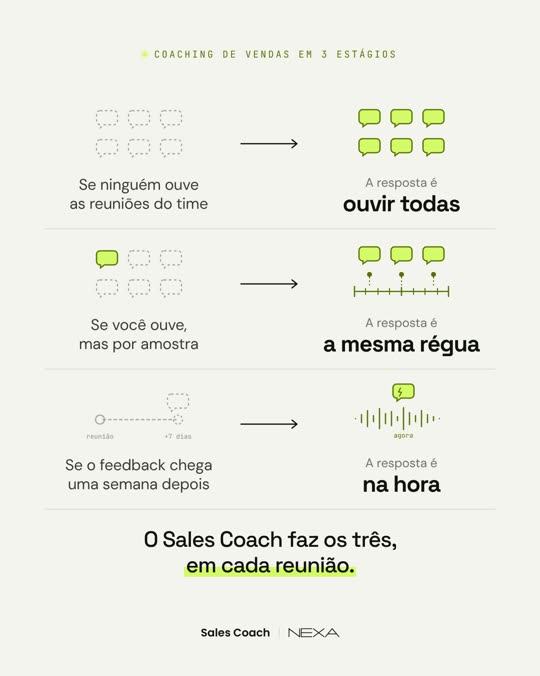 COACHING DE VENDAS EM 3 ESTÁGIOS
Se ninguém ouve
as reuniões do time
A resposta é
ouvir todas
Se você ouve,
mas por amostra
A resposta é
a mesma régua
reunião
+7 dias
agora
Se o feedback chega
uma semana depois
A resposta é
na hora
O Sales Coach faz os três,
em cada reunião.
Sales Coach | NEXA